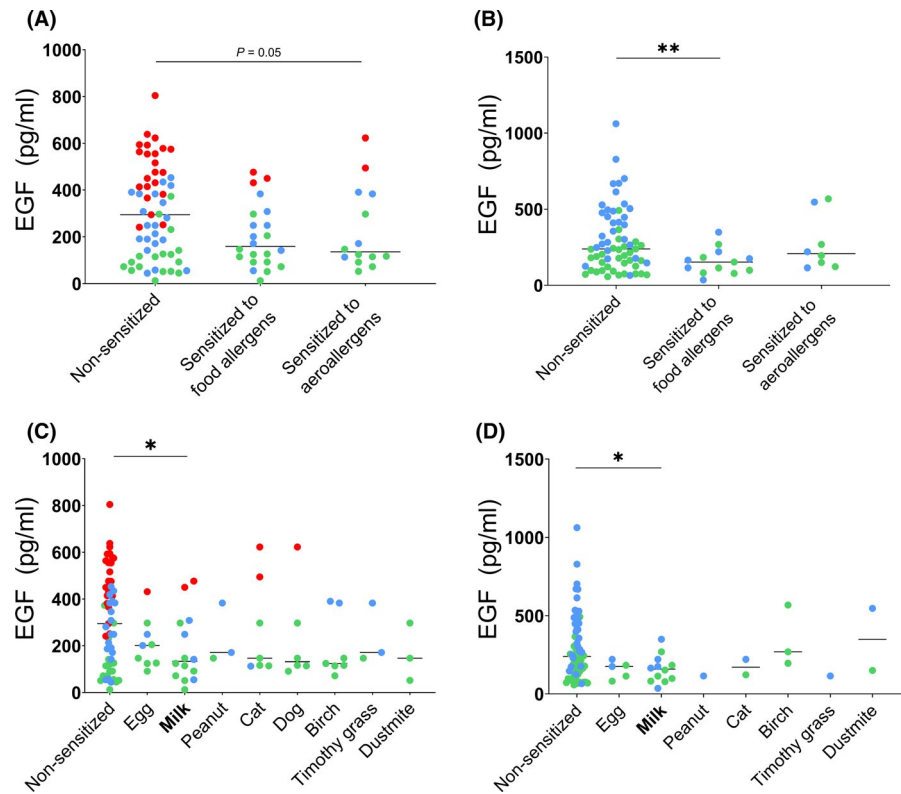 (A)
P = 0.05
1000
800
600
400
200
0
EGF (pg/ml)
Non-sensitized
Sensitized to
food allergens
Sensitized to
aeroallergens
(B)
**
1500
1000
500
0
EGF (pg/ml)
Non-sensitized
Sensitized to
food allergens
Sensitized to
aeroallergens
(C)
*
1000
800
600
400
200
0
EGF (pg/ml)
Non-sensitized
Egg
Milk
Peanut
Cat
Dog
Birch
Timothy grass
Dustmite
(D)
*
1500
1000
500
0
EGF (pg/ml)
Non-sensitized
Egg
Milk
Peanut
Cat
Birch
Timothy grass
Dustmite